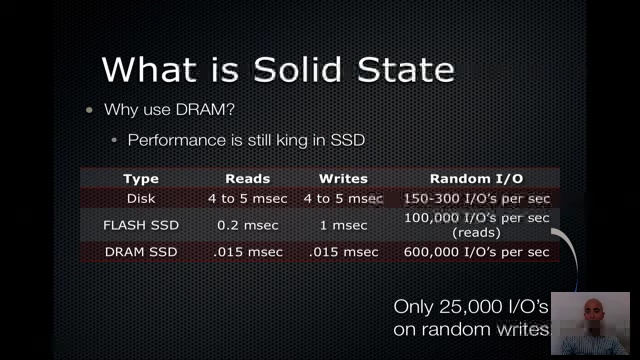 What is Solid State
• Why use DRAM?
• Performance is still king in SSD
Type Reads Writes Random I/O
Disk 4 to 5 msec 4 to 5 msec 150-300 I/O's per sec
FLASH SSD 0.2 msec 1 msec 100,000 I/O's per sec
(reads)
DRAM SSD .015 msec .015 msec 600,000 I/O's per sec
Only 25,000 I/O's
on random writes